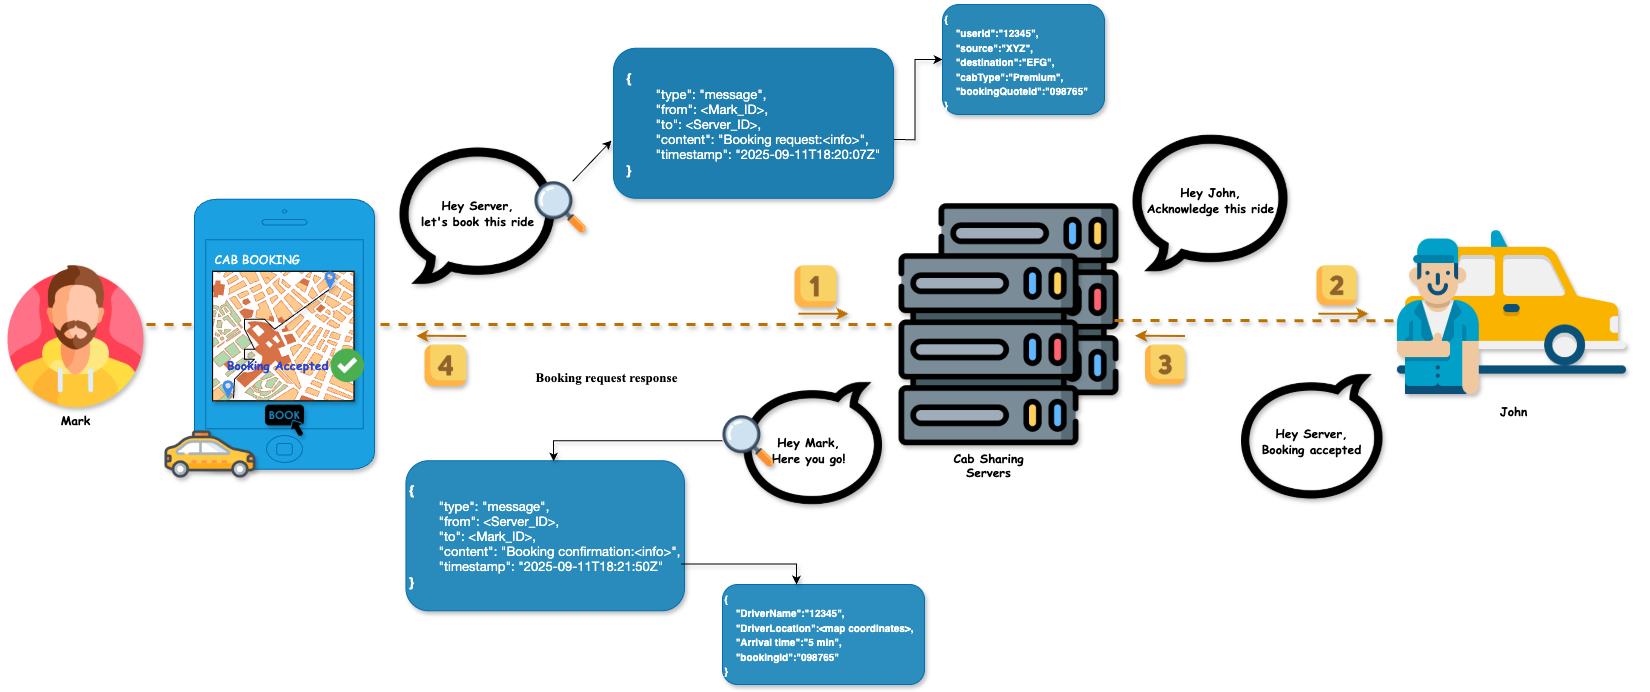 {
"userId":"12345",
"source":"XYZ",
"destination":"EFG",
"cabType":"Premium",
"bookingQuoteId":"098765"
}
{
"type": "message",
"from": <Mark_ID>,
"to": <Server_ID>,
"content": "Booking request:<info>",
"timestamp": "2025-09-11T18:20:07Z"
}
Hey Server,
let's book this ride
Hey John,
Acknowledge this ride
CAB BOOKING
Booking Accepted
BOOK
Mark
1
2
4
3
Booking request response
Cab Sharing
Servers
John
Hey Mark,
Here you go!
Hey Server,
Booking accepted
{
"type": "message",
"from": <Server_ID>,
"to": <Mark_ID>,
"content": "Booking confirmation:<info>",
"timestamp": "2025-09-11T18:21:50Z"
}
{
"DriverName":"12345",
"DriverLocation":<map coordinates>,
"Arrival time":"5 min",
"bookingId":"098765"
}